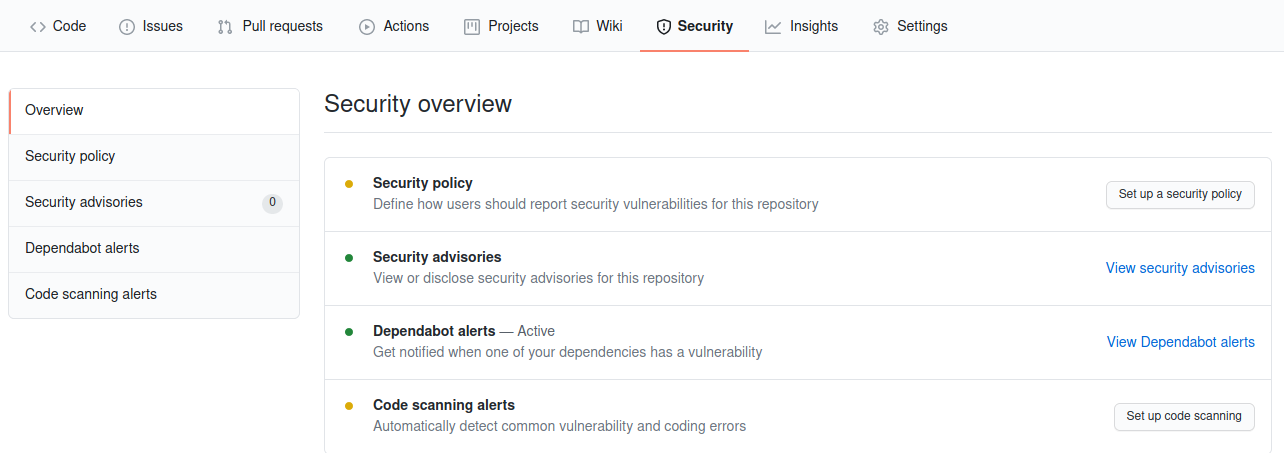 Code Issues Pull requests Actions Projects Wiki Security Insights Settings
Overview
Security policy
Security advisories 0
Dependabot alerts
Code scanning alerts
Security overview
Security policy
Define how users should report security vulnerabilities for this repository
Set up a security policy
Security advisories
View or disclose security advisories for this repository
View security advisories
Dependabot alerts — Active
Get notified when one of your dependencies has a vulnerability
View Dependabot alerts
Code scanning alerts
Automatically detect common vulnerability and coding errors
Set up code scanning